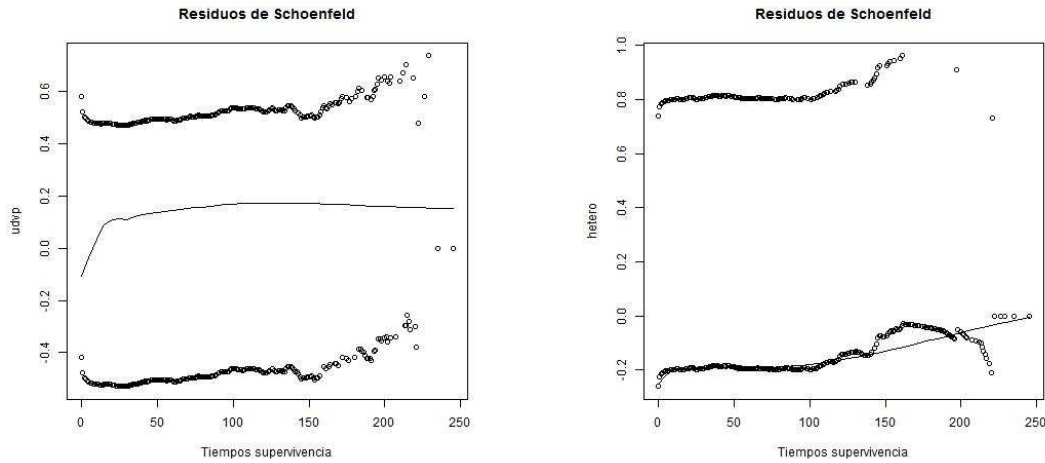 Residuos de Schoenfeld
udvp
0.6
0.4
0.2
0.0
-0.2
-0.4
0 50 100 150 200 250
Tiempos supervivencia
Residuos de Schoenfeld
hetero
1.0
0.8
0.6
0.4
0.2
0.0
-0.2
0 50 100 150 200 250
Tiempos supervivencia